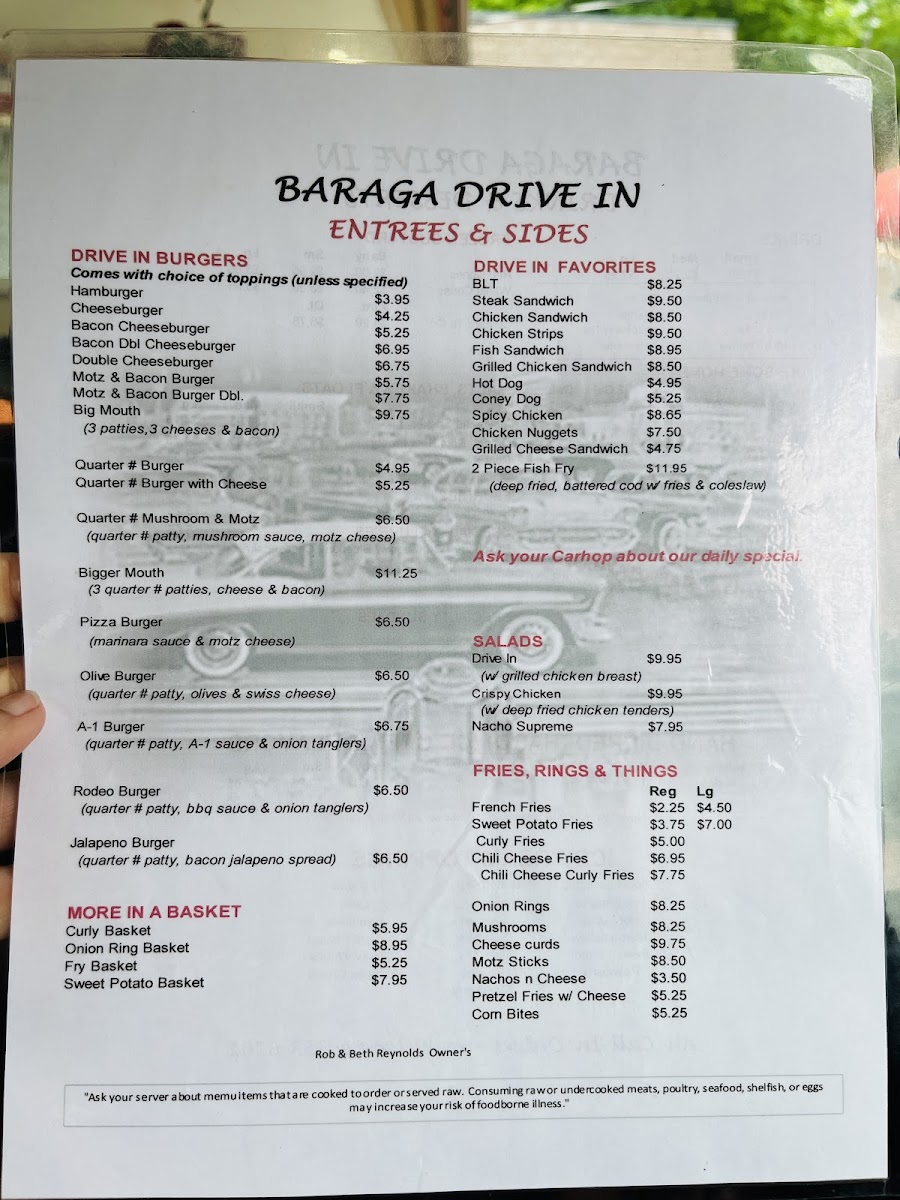 BARAGA DRIVE IN
ENTREES & SIDES
DRIVE IN BURGERS
Comes with choice of toppings (unless specified)
Hamburger $3.95
Cheeseburger $4.25
Bacon Cheeseburger $5.25
Bacon Dbl Cheeseburger $6.95
Double Cheeseburger $6.75
Motz & Bacon Burger $5.75
Motz & Bacon Burger Dbl. $7.75
Big Mouth $9.75
(3 patties,3 cheeses & bacon)
Quarter # Burger $4.95
Quarter # Burger with Cheese $5.25
Quarter # Mushroom & Motz $6.50
(quarter # patty, mushroom sauce, motz cheese)
Bigger Mouth $11.25
(3 quarter # patties, cheese & bacon)
Pizza Burger $6.50
(marinara sauce & motz cheese)
Olive Burger $6.50
(quarter # patty, olives & swiss cheese)
A-1 Burger $6.75
(quarter # patty, A-1 sauce & onion tanglers)
Rodeo Burger $6.50
(quarter # patty, bbq sauce & onion tanglers)
Jalapeno Burger
(quarter # patty, bacon jalapeno spread) $6.50
MORE IN A BASKET
Curly Basket $5.95
Onion Ring Basket $8.95
Fry Basket $5.25
Sweet Potato Basket $7.95
DRIVE IN FAVORITES
BLT $8.25
Steak Sandwich $9.50
Chicken Sandwich $8.50
Chicken Strips $9.50
Fish Sandwich $8.95
Grilled Chicken Sandwich $8.50
Hot Dog $4.95
Coney Dog $5.25
Spicy Chicken $8.65
Chicken Nuggets $7.50
Grilled Cheese Sandwich $4.75
2 Piece Fish Fry $11.95
(deep fried, battered cod w/ fries & coleslaw)
Ask your Carhop about our daily special.
SALADS
Drive In $9.95
(w/ grilled chicken breast)
Crispy Chicken $9.95
(w/ deep fried chicken tenders)
Nacho Supreme $7.95
FRIES, RINGS & THINGS
Reg Lg
French Fries $2.25 $4.50
Sweet Potato Fries $3.75 $7.00
Curly Fries $5.00
Chili Cheese Fries $6.95
Chili Cheese Curly Fries $7.75
Onion Rings $8.25
Mushrooms $8.25
Cheese curds $9.75
Motz Sticks $8.50
Nachos n Cheese $3.50
Pretzel Fries w/ Cheese $5.25
Corn Bites $5.25
Rob & Beth Reynolds Owner's
"Ask your server about memu items that are cooked to order or served raw. Consuming raw or undercooked meats, poultry, seafood, shelfish, or eggs
may increase your risk of foodborne illness."